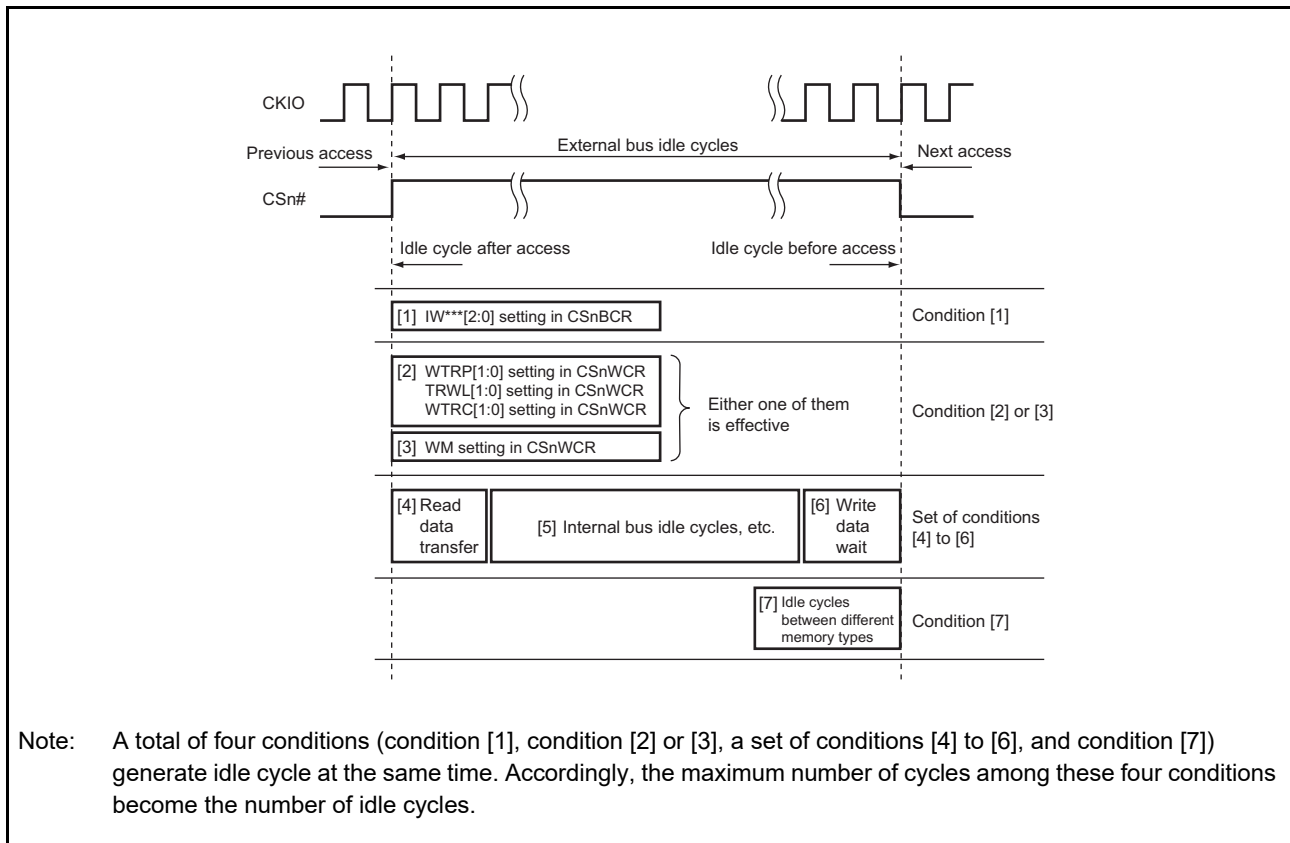 CKIO
Previous access
External bus idle cycles
Next access
CSn#
Idle cycle after access
Idle cycle before access
[1] IW***[2:0] setting in CSnBCR
Condition [1]
[2] WTRP[1:0] setting in CSnWCR
TRWL[1:0] setting in CSnWCR
WTRC[1:0] setting in CSnWCR
Either one of them
is effective
Condition [2] or [3]
[3] WM setting in CSnWCR
[4] Read
data
transfer
[5] Internal bus idle cycles, etc.
[6] Write
data
wait
Set of conditions
[4] to [6]
[7] Idle cycles
between different
memory types
Condition [7]
Note: A total of four conditions (condition [1], condition [2] or [3], a set of conditions [4] to [6], and condition [7])
generate idle cycle at the same time. Accordingly, the maximum number of cycles among these four conditions
become the number of idle cycles.